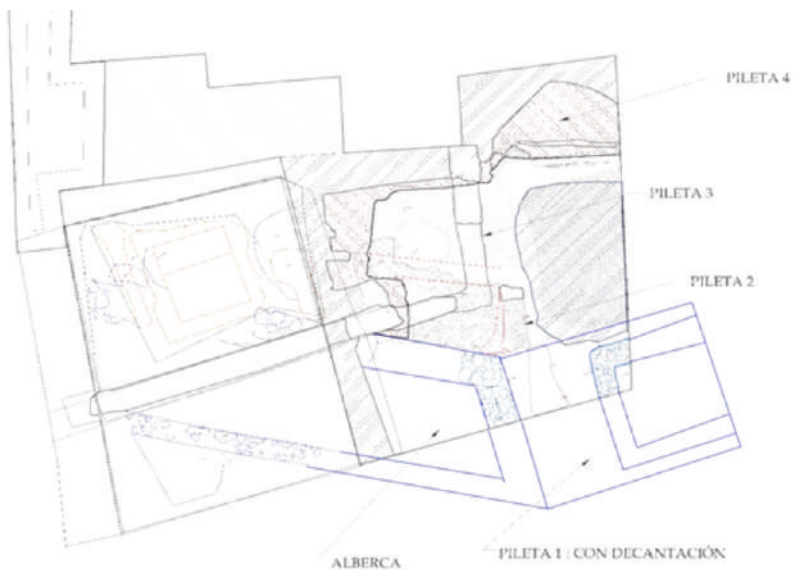 PILETA 4
PILETA 3
PILETA 2
ALBERCA
PILETA 1 : CON DECANTACIÓN